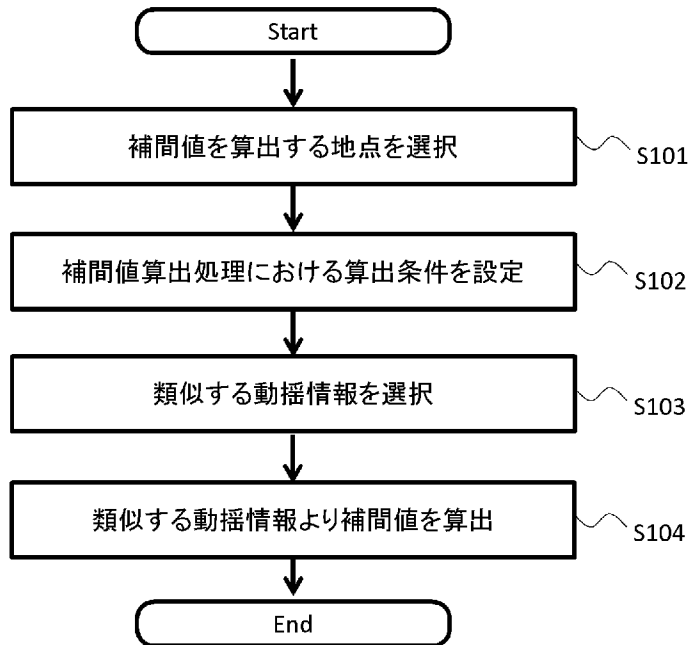 Start
補間値を算出する地点を選択
S101
補間値算出処理における算出条件を設定
S102
類似する動揺情報を選択
S103
類似する動揺情報より補間値を算出
S104
End